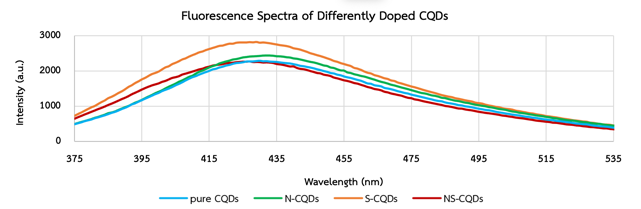 Fluorescence Spectra of Differently Doped CQDs
Intensity (a.u.)
3000
2000
1000
0
375 395 415 435 455 475 495 515 535
Wavelength (nm)
pure CQDs N-CQDs S-CQDs NS-CQDs